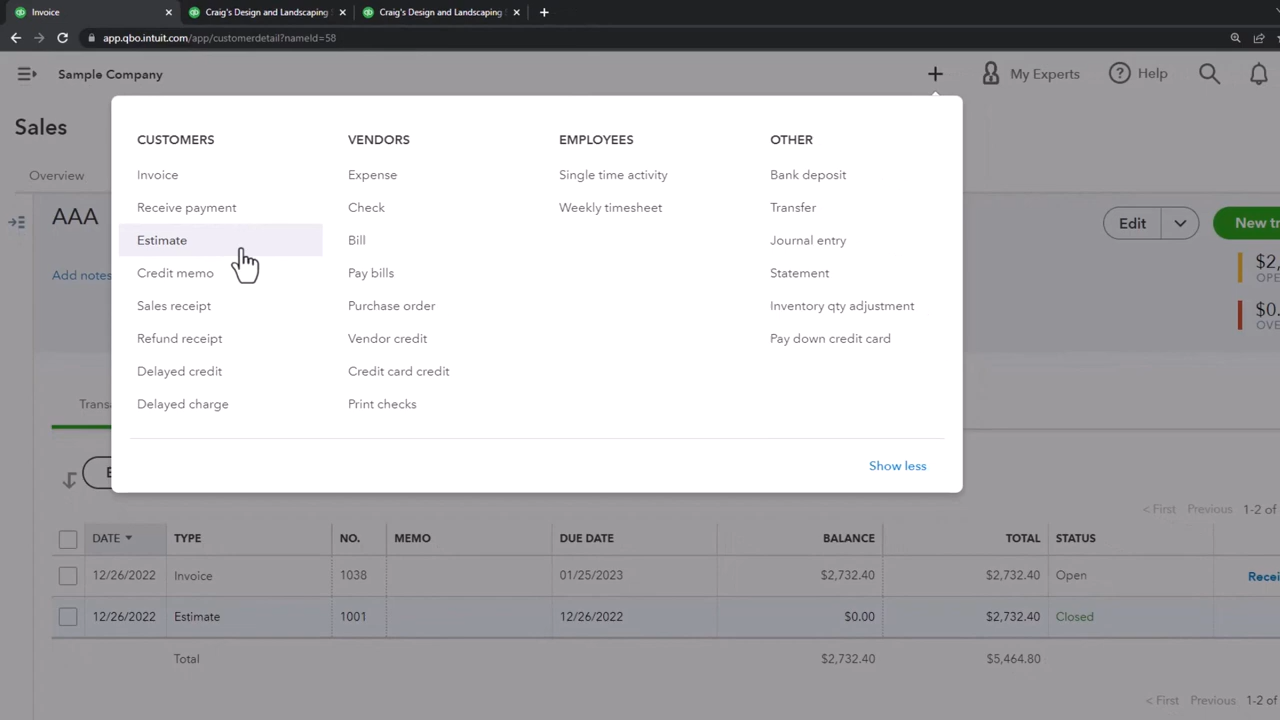 Invoice
Craig's Design and Landscaping
Craig's Design and Landscaping
app.qbo.intuit.com/app/customerdetail?nameId=58
Sample Company
My Experts
Help
Sales
Overview
CUSTOMERS
Invoice
Receive payment
Estimate
Credit memo
Sales receipt
Refund receipt
Delayed credit
Delayed charge
VENDORS
Expense
Check
Bill
Pay bills
Purchase order
Vendor credit
Credit card credit
Print checks
EMPLOYEES
Single time activity
Weekly timesheet
OTHER
Bank deposit
Transfer
Journal entry
Statement
Inventory qty adjustment
Pay down credit card
Show less
AAA
Edit
New tr
Add notes
$2,
OPE
$0.
OVE
Transa
< First Previous 1-2 of
DATE TYPE NO. MEMO DUE DATE BALANCE TOTAL STATUS
12/26/2022 Invoice 1038 01/25/2023 $2,732.40 $2,732.40 Open Recei
12/26/2022 Estimate 1001 12/26/2022 $0.00 $2,732.40 Closed
Total $2,732.40 $5,464.80
< First Previous 1-2 of